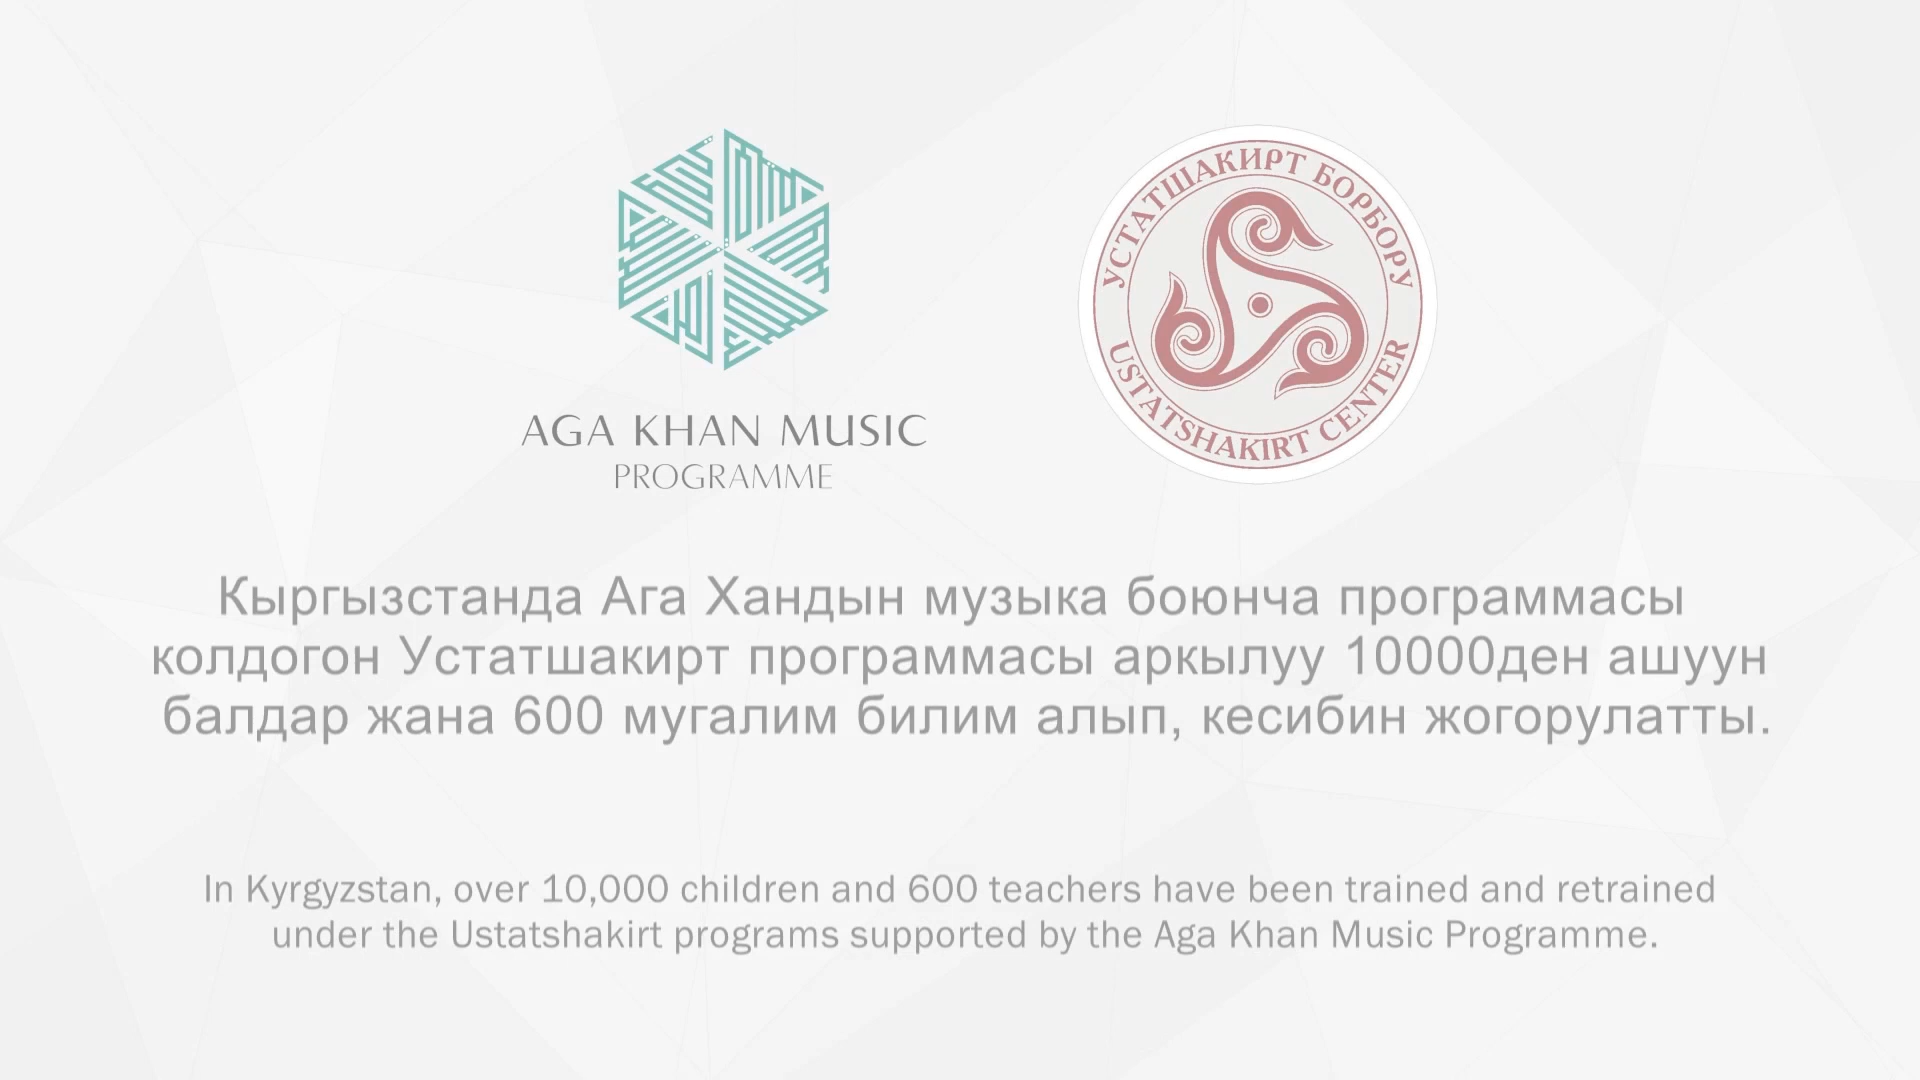 AGA KHAN MUSIC
PROGRAMME
УСТАТШАКИРТ БОРБОРУ
USTATSHAKIRT CENTER
Кыргызстанда Ага Хандын музыка боюнча программасы
колдогон Устатшакирт программасы аркылуу 10000ден ашуун
балдар жана 600 мугалим билим алып, кесибин жогорулатты.
In Kyrgyzstan, over 10,000 children and 600 teachers have been trained and retrained
under the Ustatshakirt programs supported by the Aga Khan Music Programme.